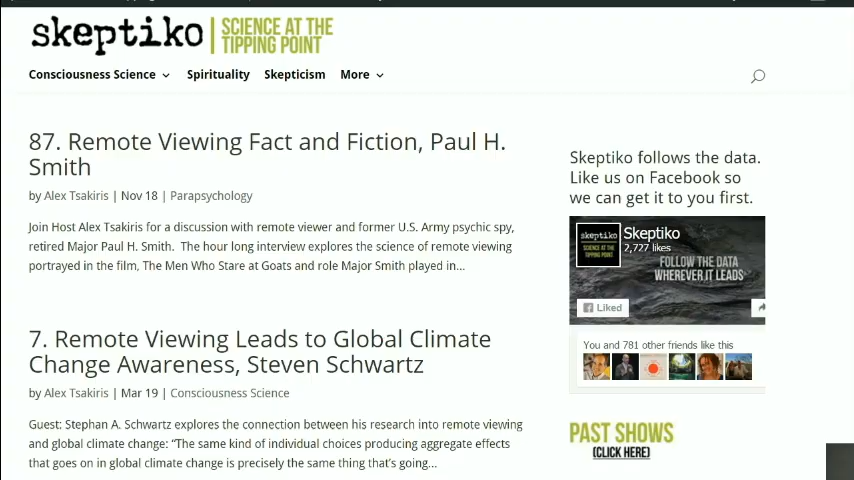 skeptiko SCIENCE AT THE
TIPPING POINT
Consciousness Science Spirituality Skepticism More
87. Remote Viewing Fact and Fiction, Paul H.
Smith
by Alex Tsakiris | Nov 18 | Parapsychology
Join Host Alex Tsakiris for a discussion with remote viewer and former U.S. Army psychic spy,
retired Major Paul H. Smith. The hour long interview explores the science of remote viewing
portrayed in the film, The Men Who Stare at Goats and role Major Smith played in...
7. Remote Viewing Leads to Global Climate
Change Awareness, Steven Schwartz
by Alex Tsakiris | Mar 19 | Consciousness Science
Guest: Stephan A. Schwartz explores the connection between his research into remote viewing
and global climate change: “The same kind of individual choices producing aggregate effects
that goes on in global climate change is precisely the same thing that’s going...
Skeptiko follows the data.
Like us on Facebook so
we can get it to you first.
skeptiko
SCIENCE AT THE
TIPPING POINT
Skeptiko
2,727 likes
FOLLOW THE DATA
WHEREVER IT LEADS
Liked
You and 781 other friends like this
PAST SHOWS
(CLICK HERE)